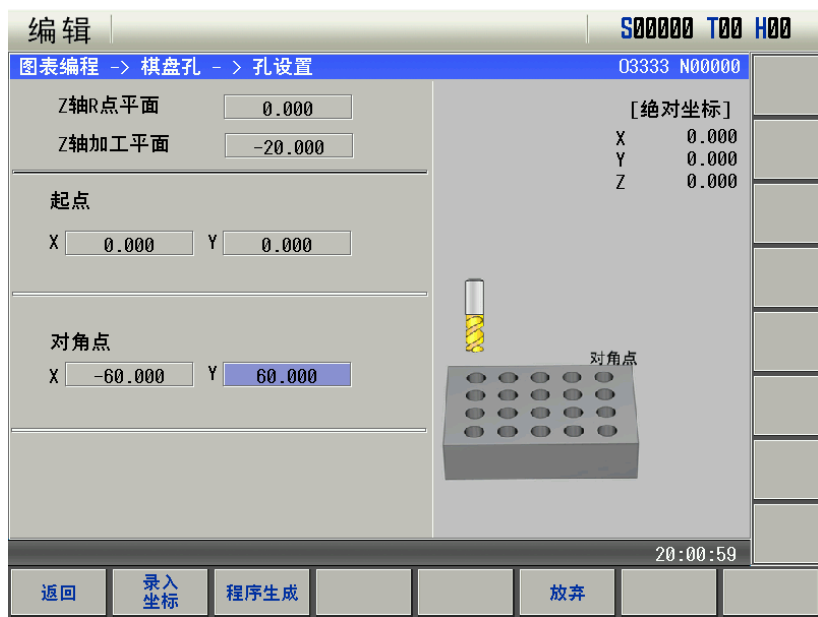 编辑 S00000 T00 H00
图表编程 -> 棋盘孔 - > 孔设置 O3333 N00000
Z轴R点平面 0.000
[绝对坐标]
Z轴加工平面 -20.000
X 0.000
Y 0.000
Z 0.000
起点
X 0.000 Y 0.000
对角点
X -60.000 Y 60.000
对角点
20:00:59
返回 录入坐标 程序生成 放弃